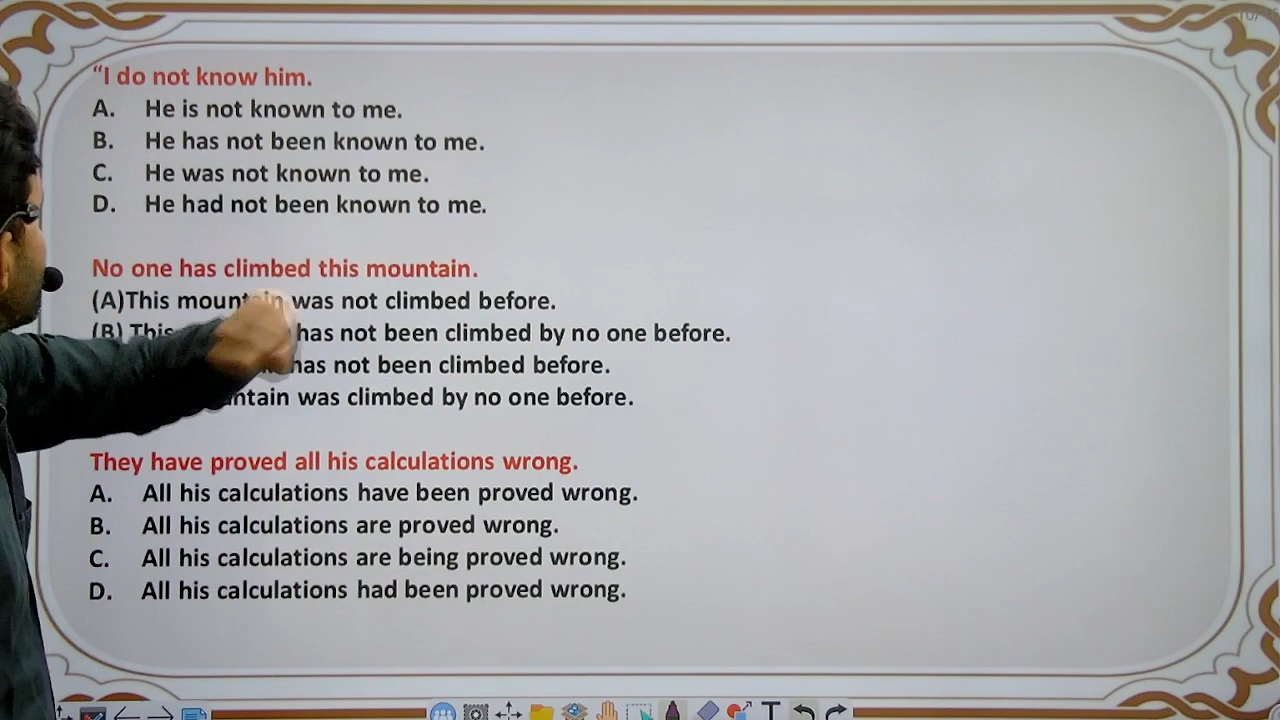 “I do not know him.
A. He is not known to me.
B. He has not been known to me.
C. He was not known to me.
D. He had not been known to me.
No one has climbed this mountain.
(A)This mountain was not climbed before.
(B) This has not been climbed by no one before.
has not been climbed before.
was climbed by no one before.
They have proved all his calculations wrong.
A. All his calculations have been proved wrong.
B. All his calculations are proved wrong.
C. All his calculations are being proved wrong.
D. All his calculations had been proved wrong.